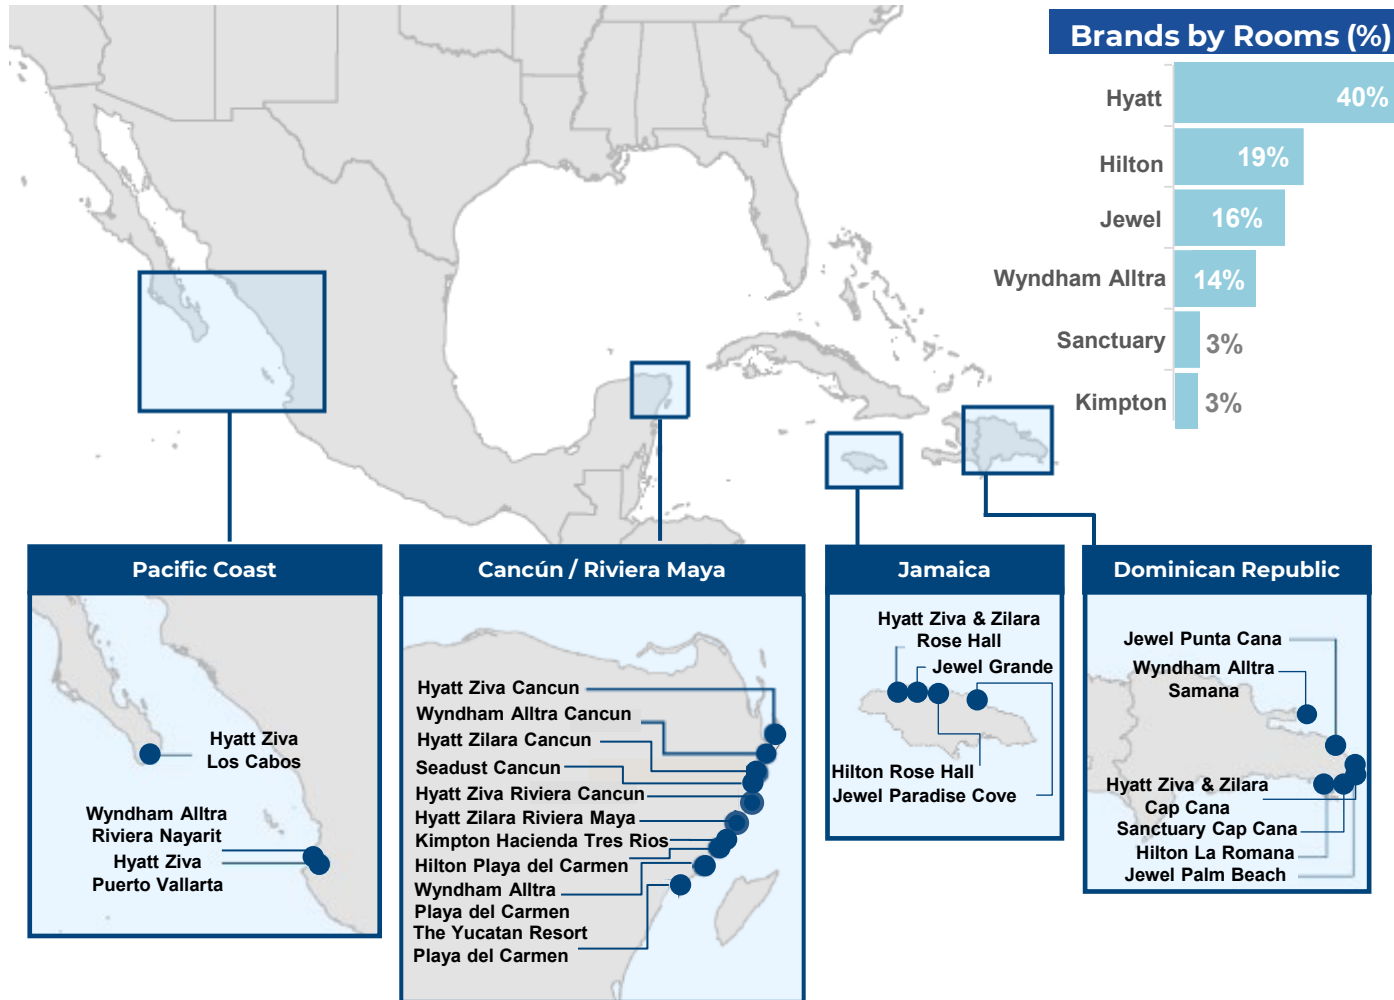 Brands by Rooms (%)
Hyatt
40%
Hilton
19%
Jewel
16%
Wyndham Alltra
14%
Sanctuary
3%
Kimpton
3%
Pacific Coast
Hyatt Ziva
Los Cabos
Wyndham Alltra
Riviera Nayarit
Hyatt Ziva
Puerto Vallarta
Cancún / Riviera Maya
Hyatt Ziva Cancun
Wyndham Alltra Cancun
Hyatt Zilara Cancun
Seadust Cancun
Hyatt Ziva Riviera Cancun
Hyatt Zilara Riviera Maya
Kimpton Hacienda Tres Rios
Hilton Playa del Carmen
Wyndham Alltra
Playa del Carmen
The Yucatan Resort
Playa del Carmen
Jamaica
Hyatt Ziva & Zilara
Rose Hall
Jewel Grande
Hilton Rose Hall
Jewel Paradise Cove
Dominican Republic
Jewel Punta Cana
Wyndham Alltra
Samana
Hyatt Ziva & Zilara
Cap Cana
Sanctuary Cap Cana
Hilton La Romana
Jewel Palm Beach